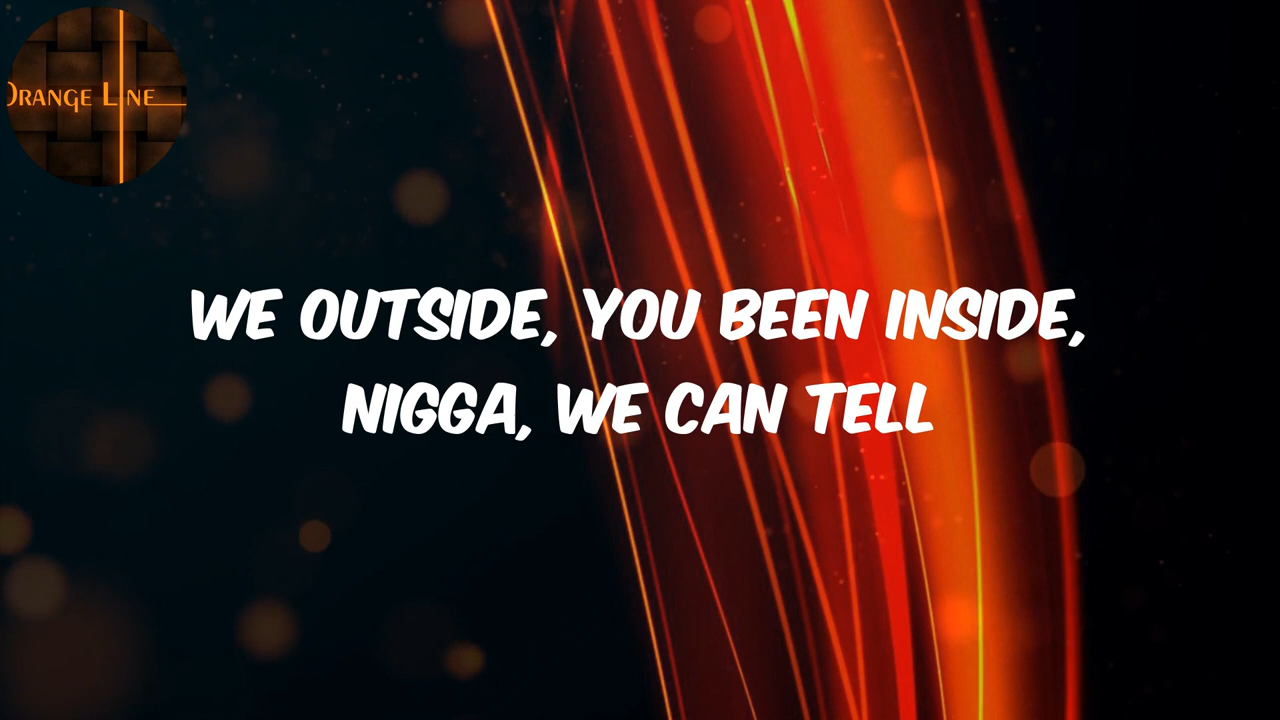 ORANGE LINE
WE OUTSIDE, YOU BEEN INSIDE,
NIGGA, WE CAN TELL